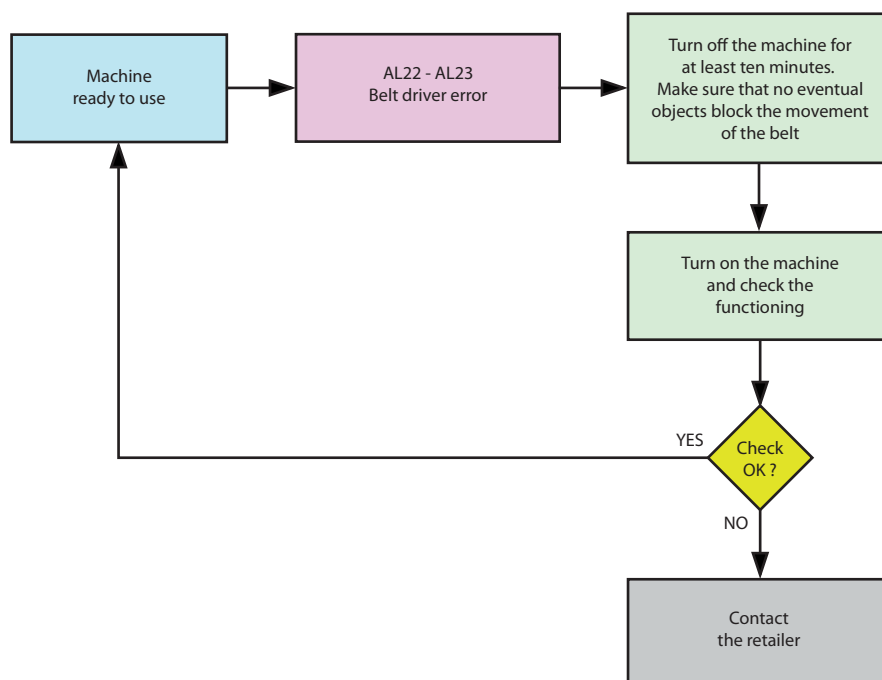 Machine
ready to use
AL22 - AL23
Belt driver error
Turn off the machine for
at least ten minutes.
Make sure that no eventual
objects block the movement
of the belt
Turn on the machine
and check the
functioning
YES
Check
OK ?
NO
Contact
the retailer